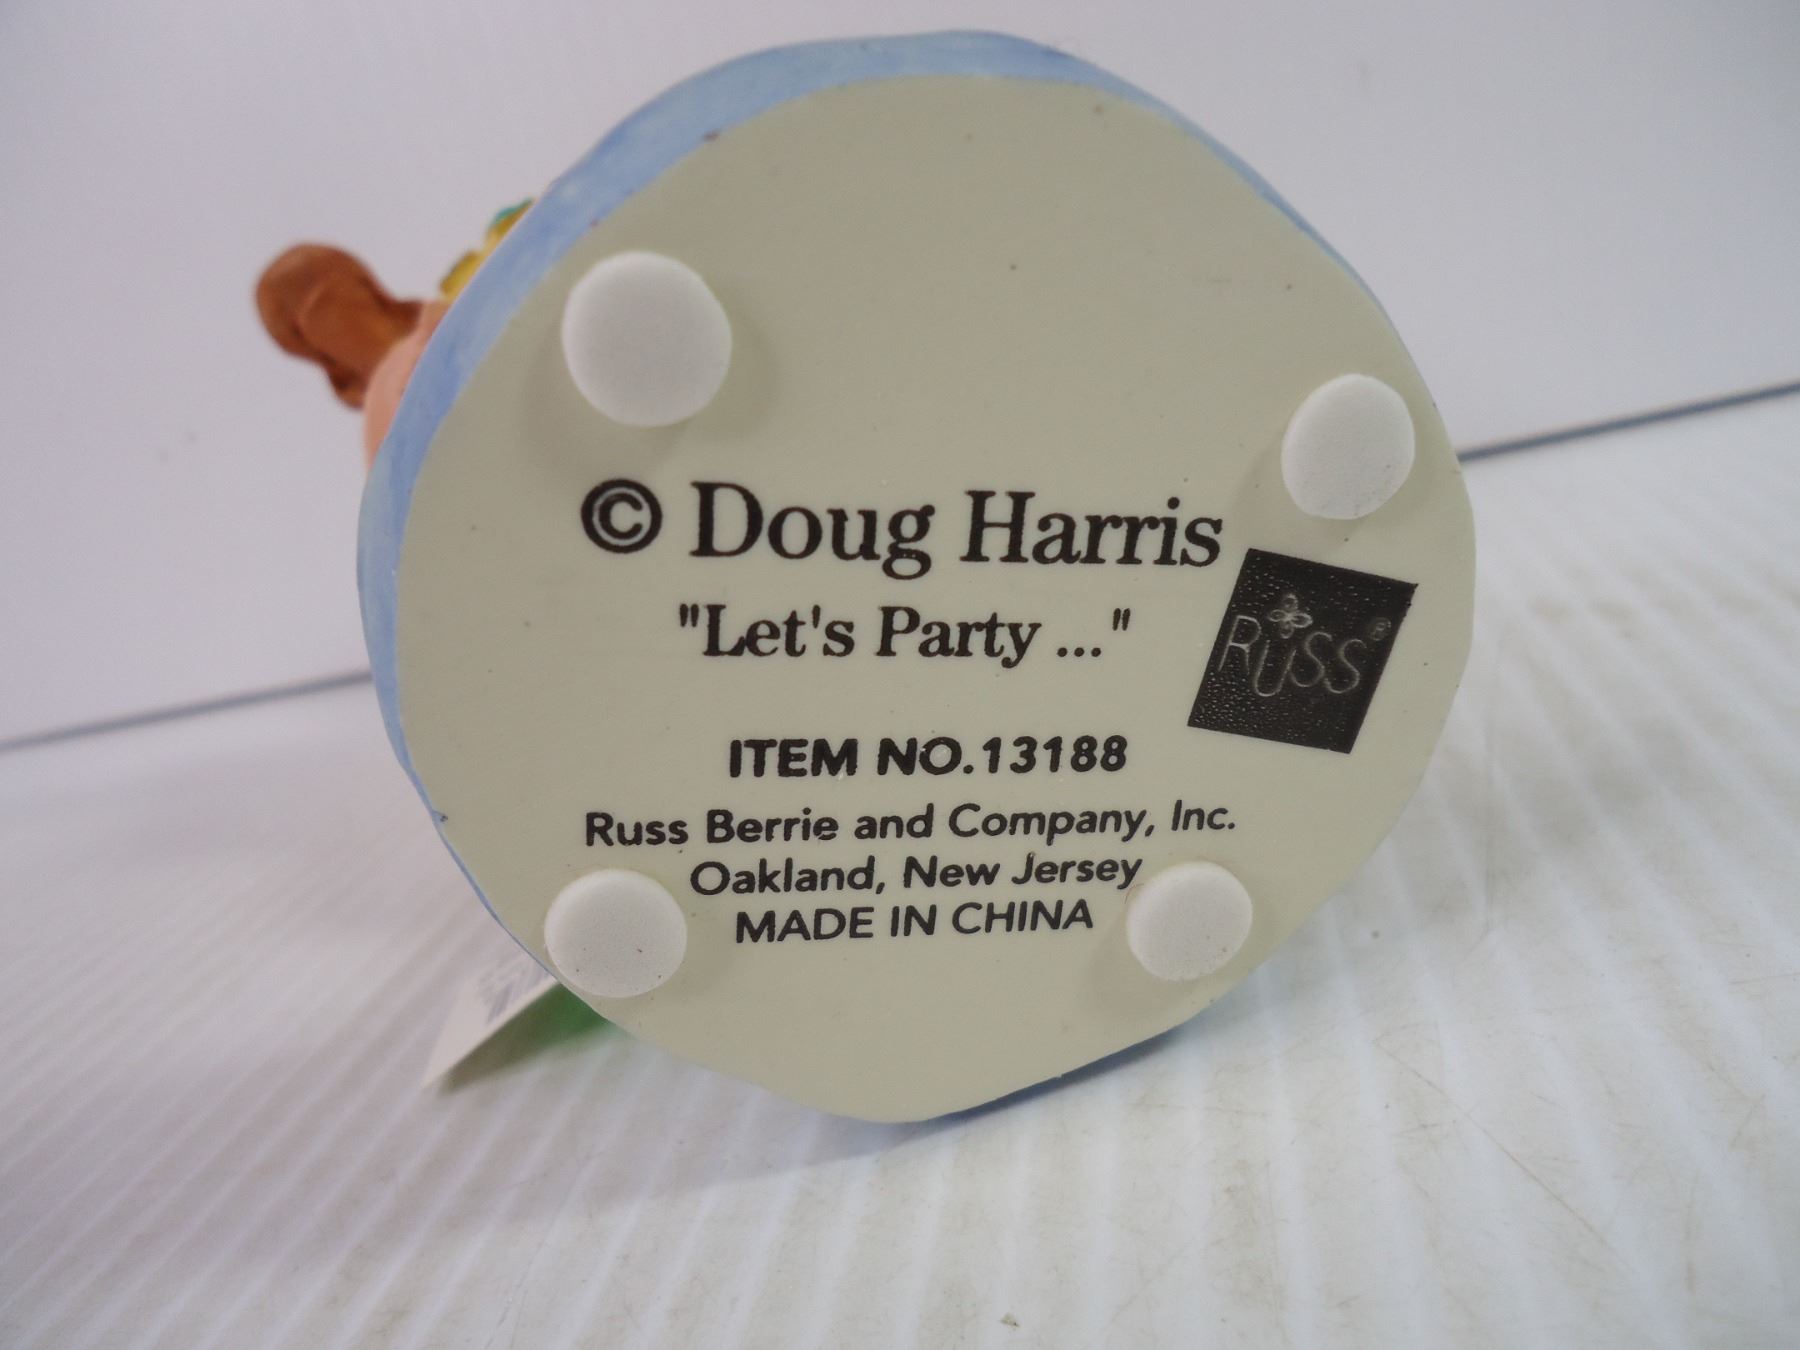 © Doug Harris
"Let's Party ..."
RUSS®
ITEM NO.13188
Russ Berrie and Company, Inc.
Oakland, New Jersey
MADE IN CHINA